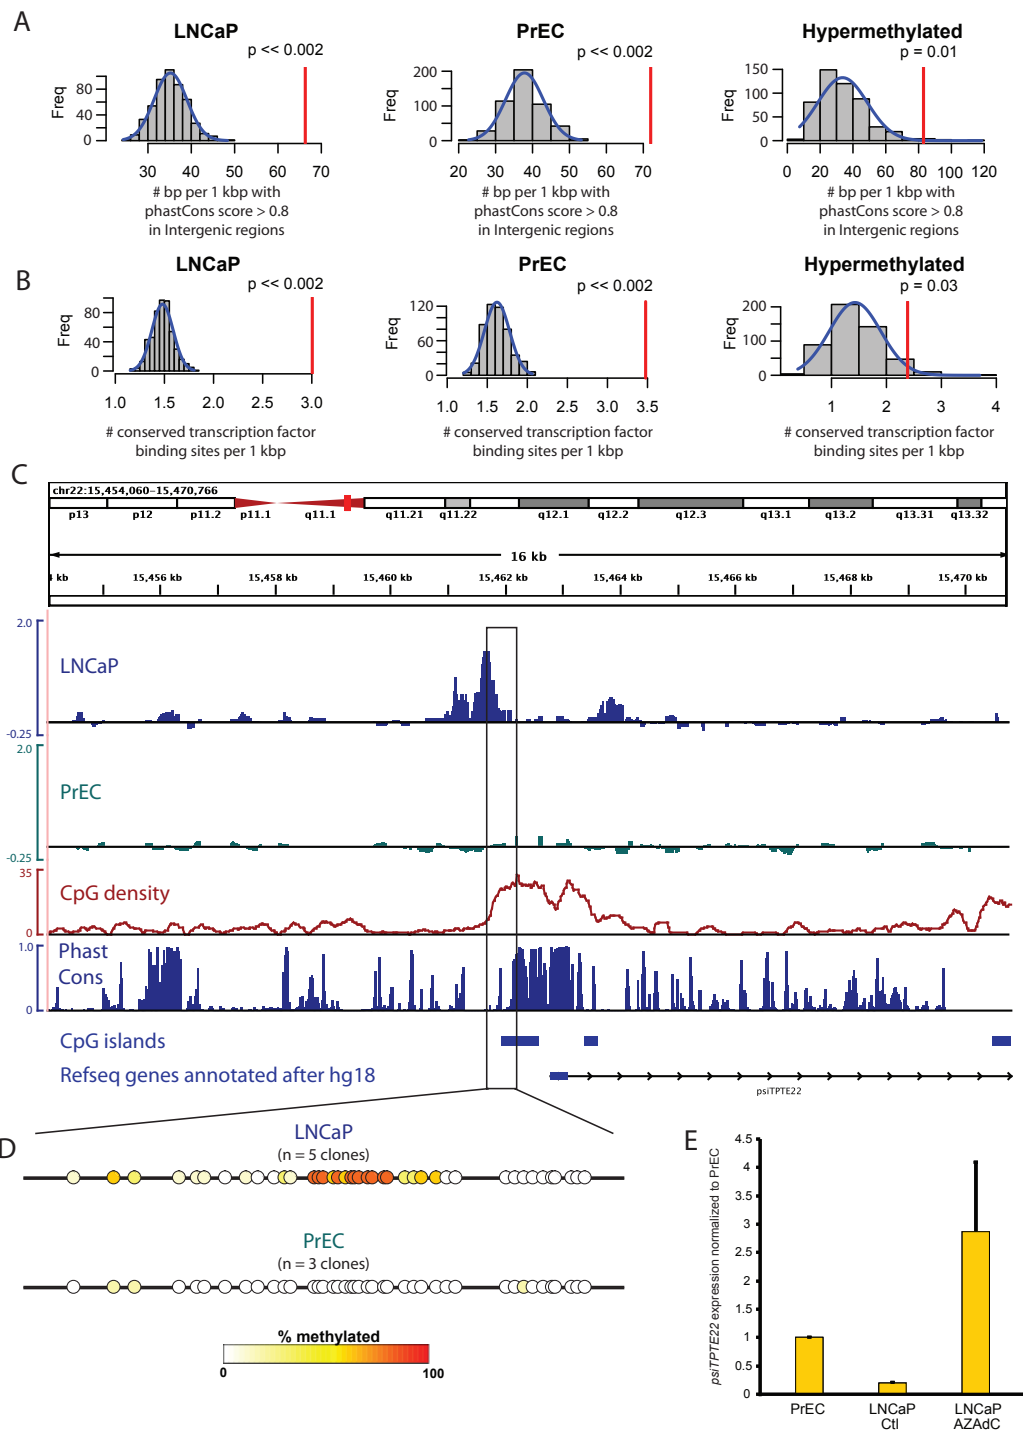 A
LNCaP
p << 0.002
Freq
0 40 80
30 40 50 60 70
# bp per 1 kbp with
phastCons score > 0.8
in Intergenic regions
PrEC
p << 0.002
Freq
0 100 200
20 30 40 50 60 70
# bp per 1 kbp with
phastCons score > 0.8
in Intergenic regions
Hypermethylated
p = 0.01
Freq
0 50 100 150
0 20 40 60 80 100 120
# bp per 1 kbp with
phastCons score > 0.8
in Intergenic regions
B
LNCaP
p << 0.002
Freq
0 40 80
1.0 1.5 2.0 2.5 3.0
# conserved transcription factor
binding sites per 1 kbp
PrEC
p << 0.002
Freq
0 60 120
1.0 1.5 2.0 2.5 3.0 3.5
# conserved transcription factor
binding sites per 1 kbp
Hypermethylated
p = 0.03
Freq
0 100 200
1 2 3 4
# conserved transcription factor
binding sites per 1 kbp
C
chr22:15,454,060-15,470,766
p13 p12 p11.2 p11.1 q11.1 q11.21 q11.22 q12.1 q12.2 q12.3 q13.1 q13.2 q13.31 q13.32
16 kb
4 kb 15,456 kb 15,458 kb 15,460 kb 15,462 kb 15,464 kb 15,466 kb 15,468 kb 15,470 kb
2.0
LNCaP
-0.25
2.0
PrEC
-0.25
35
CpG density
0
1.0
Phast
Cons
0
CpG islands
Refseq genes annotated after hg18
psiTPTE22
D
LNCaP
(n = 5 clones)
PrEC
(n = 3 clones)
% methylated
0 100
E
psiTPTE22 expression normalized to PrEC
4.5
4
3.5
3
2.5
2
1.5
1
0.5
0
PrEC LNCaP LNCaP
Ctl AZAdC